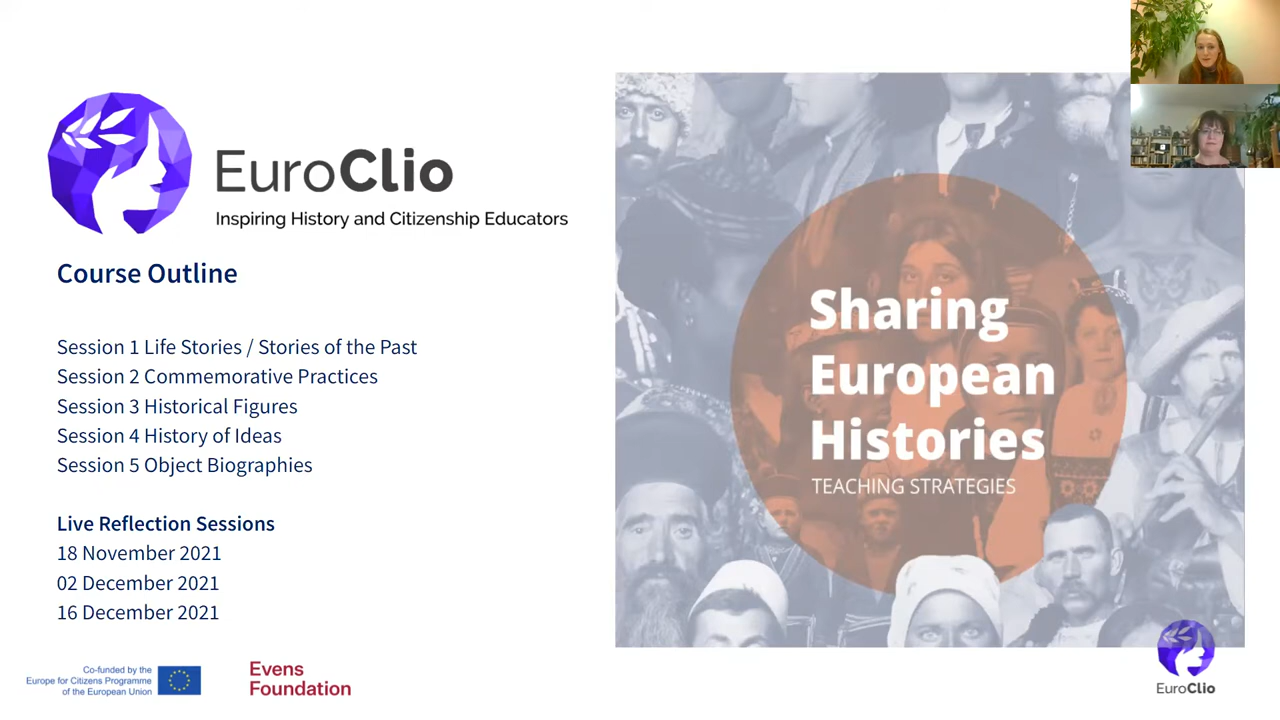 EuroClio
Inspiring History and Citizenship Educators
Course Outline
Session 1 Life Stories / Stories of the Past
Session 2 Commemorative Practices
Session 3 Historical Figures
Session 4 History of Ideas
Session 5 Object Biographies
Live Reflection Sessions
18 November 2021
02 December 2021
16 December 2021
Co-funded by the
Europe for Citizens Programme
of the European Union
Evens
Foundation
Sharing
European
Histories
TEACHING STRATEGIES
EuroClio